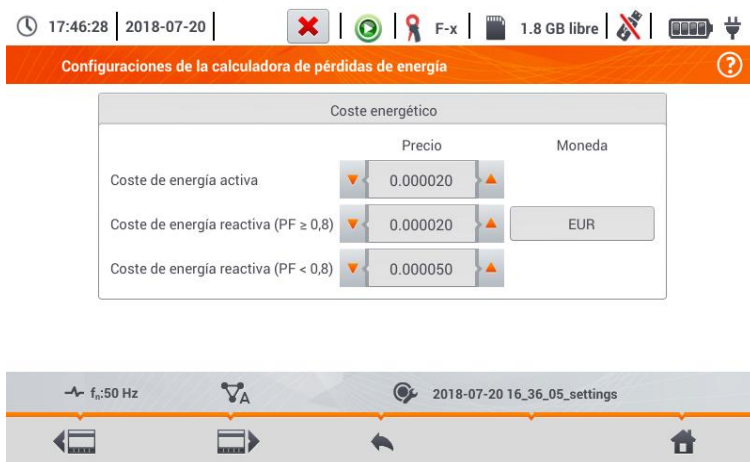 17:46:28 2018-07-20 F-x 1.8 GB libre
Configuraciones de la calculadora de pérdidas de energía ?
Coste energético
Precio Moneda
Coste de energía activa 0.000020
Coste de energía reactiva (PF ≥ 0,8) 0.000020 EUR
Coste de energía reactiva (PF < 0,8) 0.000050
fn:50 Hz A 2018-07-20 16_36_05_settings